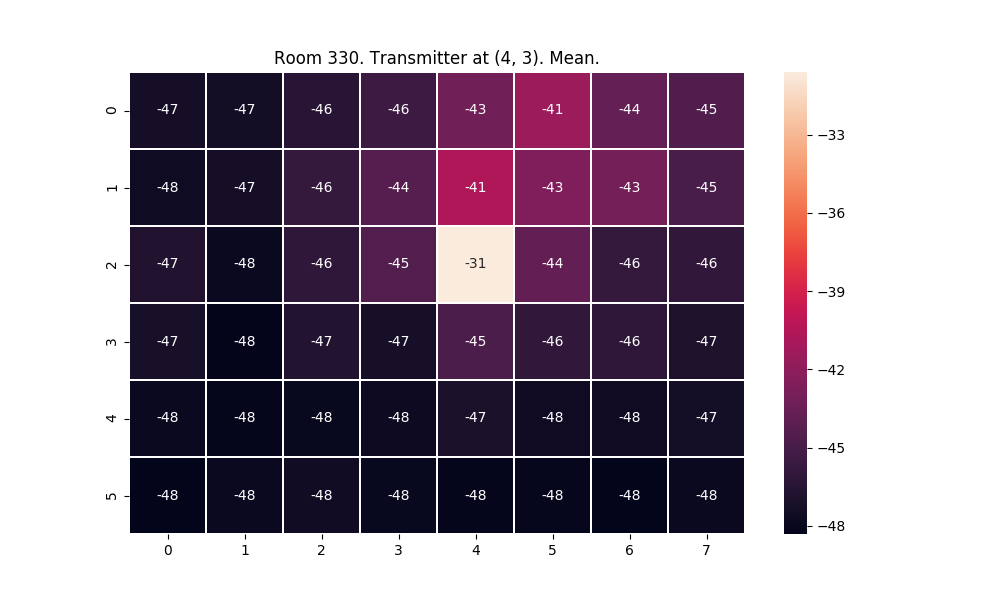 Room 330. Transmitter at (4, 3). Mean.
0 -47 -47 -46 -46 -43 -41 -44 -45
1 -48 -47 -46 -44 -41 -43 -43 -45
2 -47 -48 -46 -45 -31 -44 -46 -46
3 -47 -48 -47 -47 -45 -46 -46 -47
4 -48 -48 -48 -48 -47 -48 -48 -47
5 -48 -48 -48 -48 -48 -48 -48 -48
0 1 2 3 4 5 6 7
−33
−36
−39
−42
−45
−48